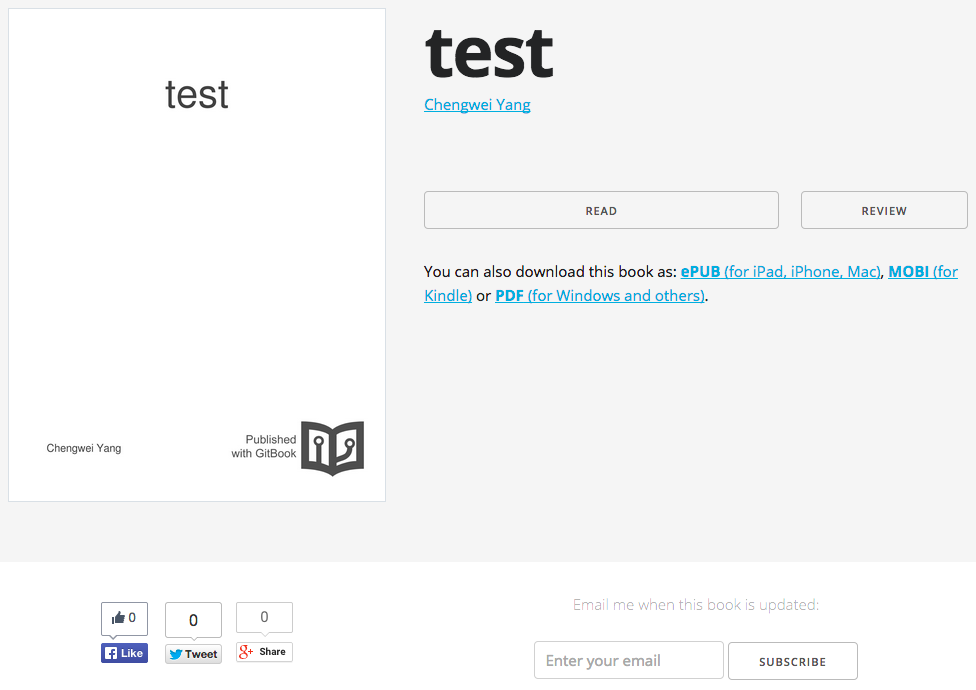 test
Chengwei Yang
Published
with GitBook
test
Chengwei Yang
READ
REVIEW
You can also download this book as: ePUB (for iPad, iPhone, Mac), MOBI (for
Kindle) or PDF (for Windows and others).
0
Like
0
Tweet
0
Share
Email me when this book is updated:
Enter your email
SUBSCRIBE